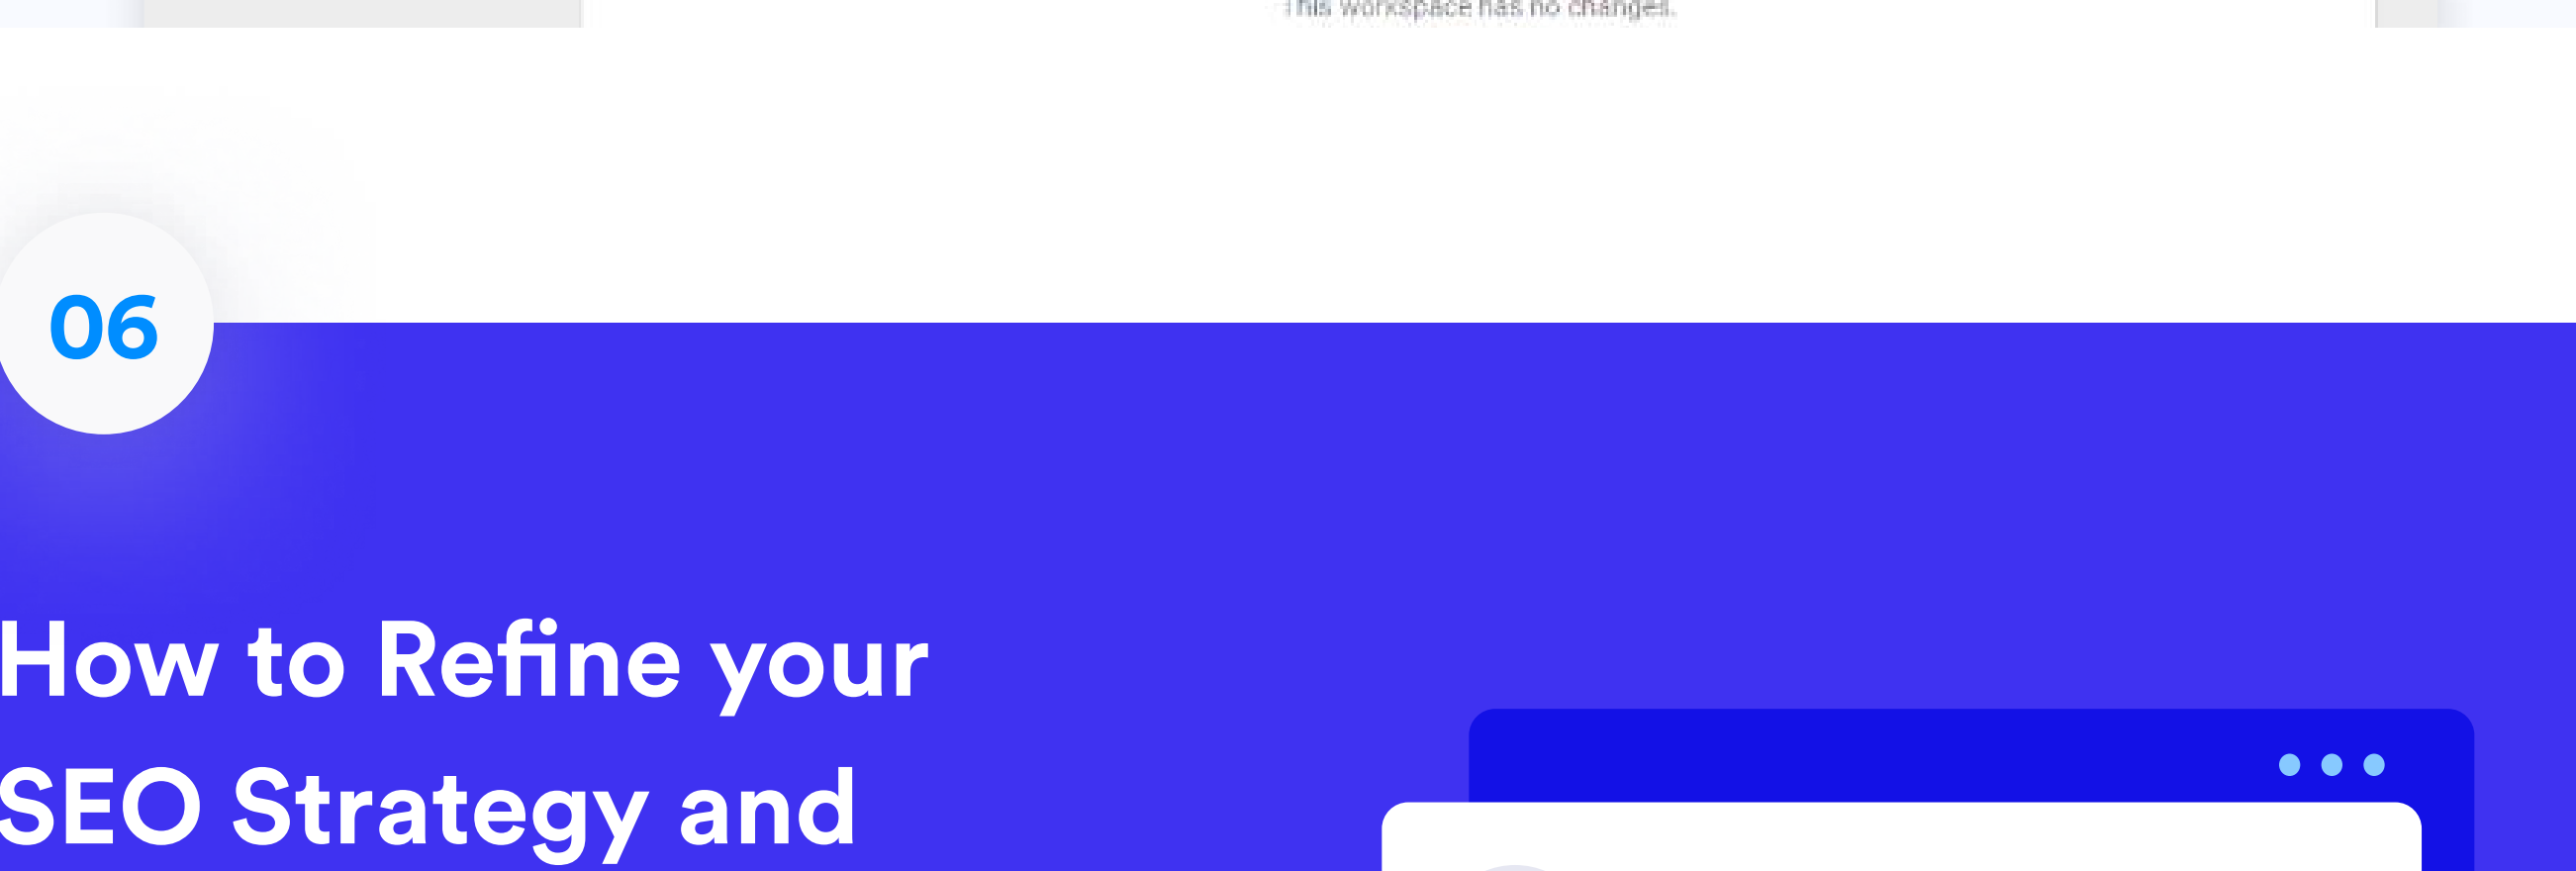 This workspace has no changes.
06
How to Refine your
SEO Strategy and